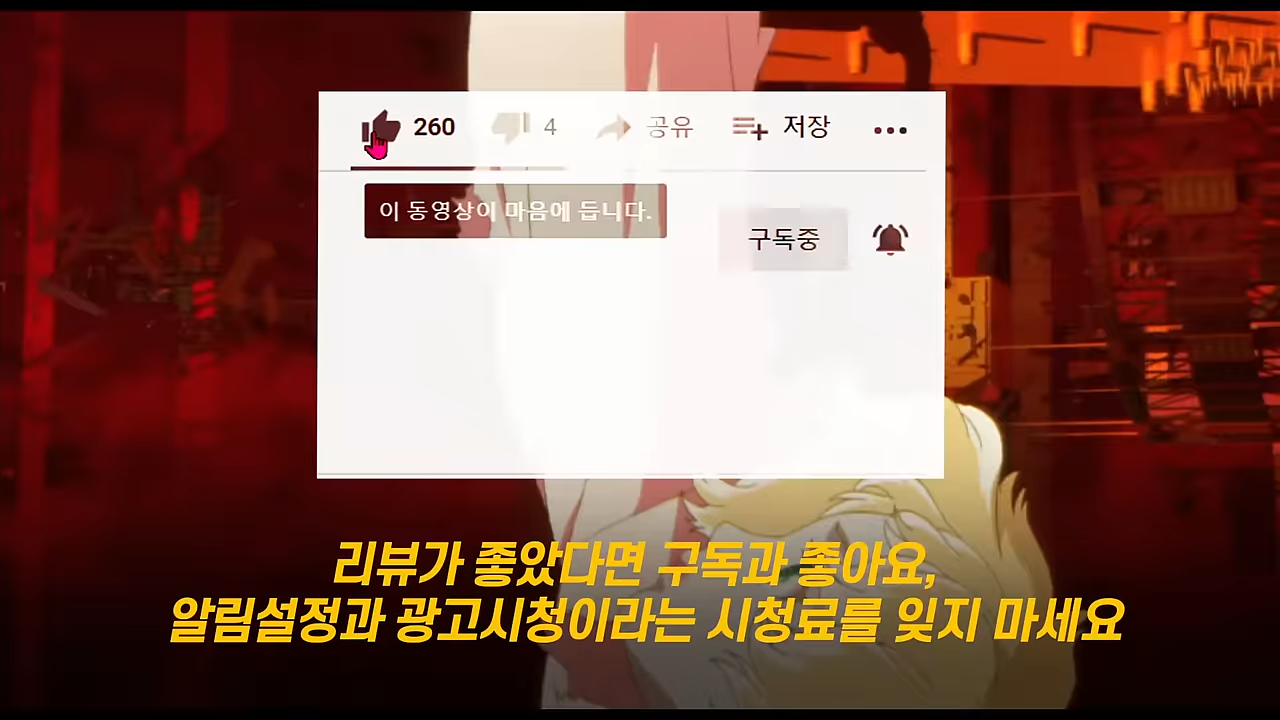 260 4 공유 저장
이 동영상이 마음에 듭니다.
구독중
리뷰가 좋았다면 구독과 좋아요,
알림설정과 광고시청이라는 시청료를 잊지 마세요